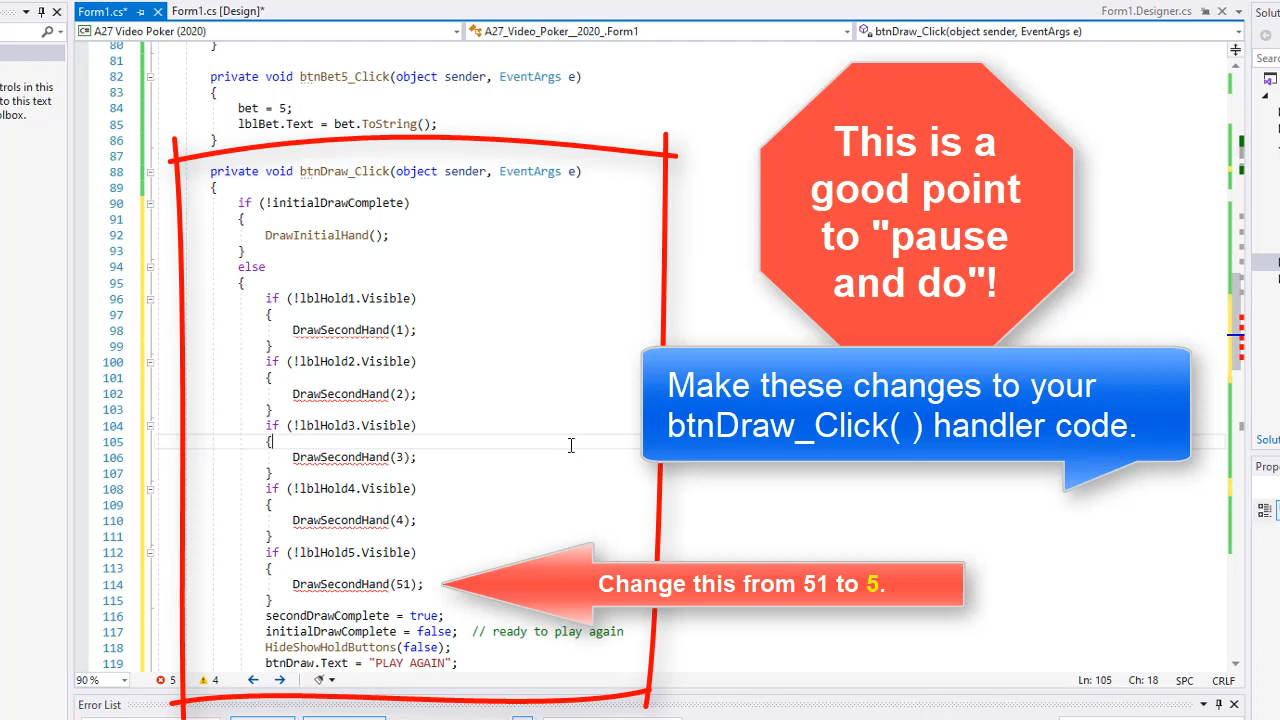 Form1.cs*
Form1.cs [Design]*
Form1.Designer.cs
Solu
A27 Video Poker (2020)
A27_Video_Poker__2020_.Form1
btnDraw_Click(object sender, EventArgs e)
80 }
81
82 private void btnBet5_Click(object sender, EventArgs e)
83 {
84 bet = 5;
85 lblBet.Text = bet.ToString();
86 }
87
88 private void btnDraw_Click(object sender, EventArgs e)
89 {
90 if (!initialDrawComplete)
91 {
92 DrawInitialHand();
93 }
94 else
95 {
96 if (!lblHold1.Visible)
97 {
98 DrawSecondHand(1);
99 }
100 if (!lblHold2.Visible)
101 {
102 DrawSecondHand(2);
103 }
104 if (!lblHold3.Visible)
105 {
106 DrawSecondHand(3);
107 }
108 if (!lblHold4.Visible)
109 {
110 DrawSecondHand(4);
111 }
112 if (!lblHold5.Visible)
113 {
114 DrawSecondHand(51);
115 }
116 secondDrawComplete = true;
117 initialDrawComplete = false; // ready to play again
118 HideShowHoldButtons(false);
119 btnDraw.Text = "PLAY AGAIN";
trols in this
to this text
olbox.
This is a
good point
to "pause
and do"!
Make these changes to your
btnDraw_Click( ) handler code.
Change this from 51 to 5.
Sear
Solut
Prop
90 %
5
4
Ln: 105
Ch: 18
SPC
CRLF
Error List